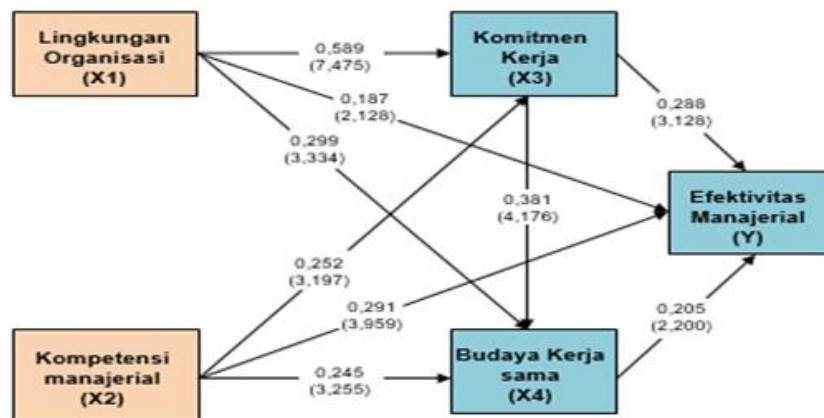 Lingkungan
Organisasi
(X1)
0,589
(7,475)
Komitmen
Kerja
(X3)
0,187
(2,128)
0,288
(3,128)
0,299
(3,334)
0,381
(4,176)
Efektivitas
Manajerial
(Y)
0,252
(3,197)
0,291
(3,959)
0,205
(2,200)
Kompetensi
manajerial
(X2)
0,245
(3,255)
Budaya Kerja
sama
(X4)